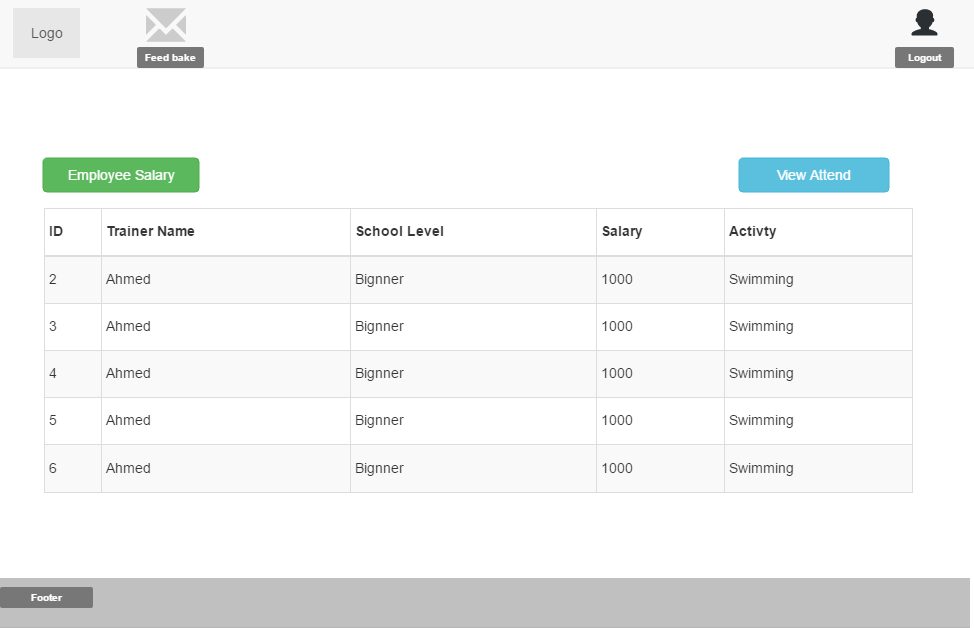 Logo
Feed bake
Logout
Employee Salary
View Attend
ID Trainer Name School Level Salary Activty
2 Ahmed Bignner 1000 Swimming
3 Ahmed Bignner 1000 Swimming
4 Ahmed Bignner 1000 Swimming
5 Ahmed Bignner 1000 Swimming
6 Ahmed Bignner 1000 Swimming
Footer